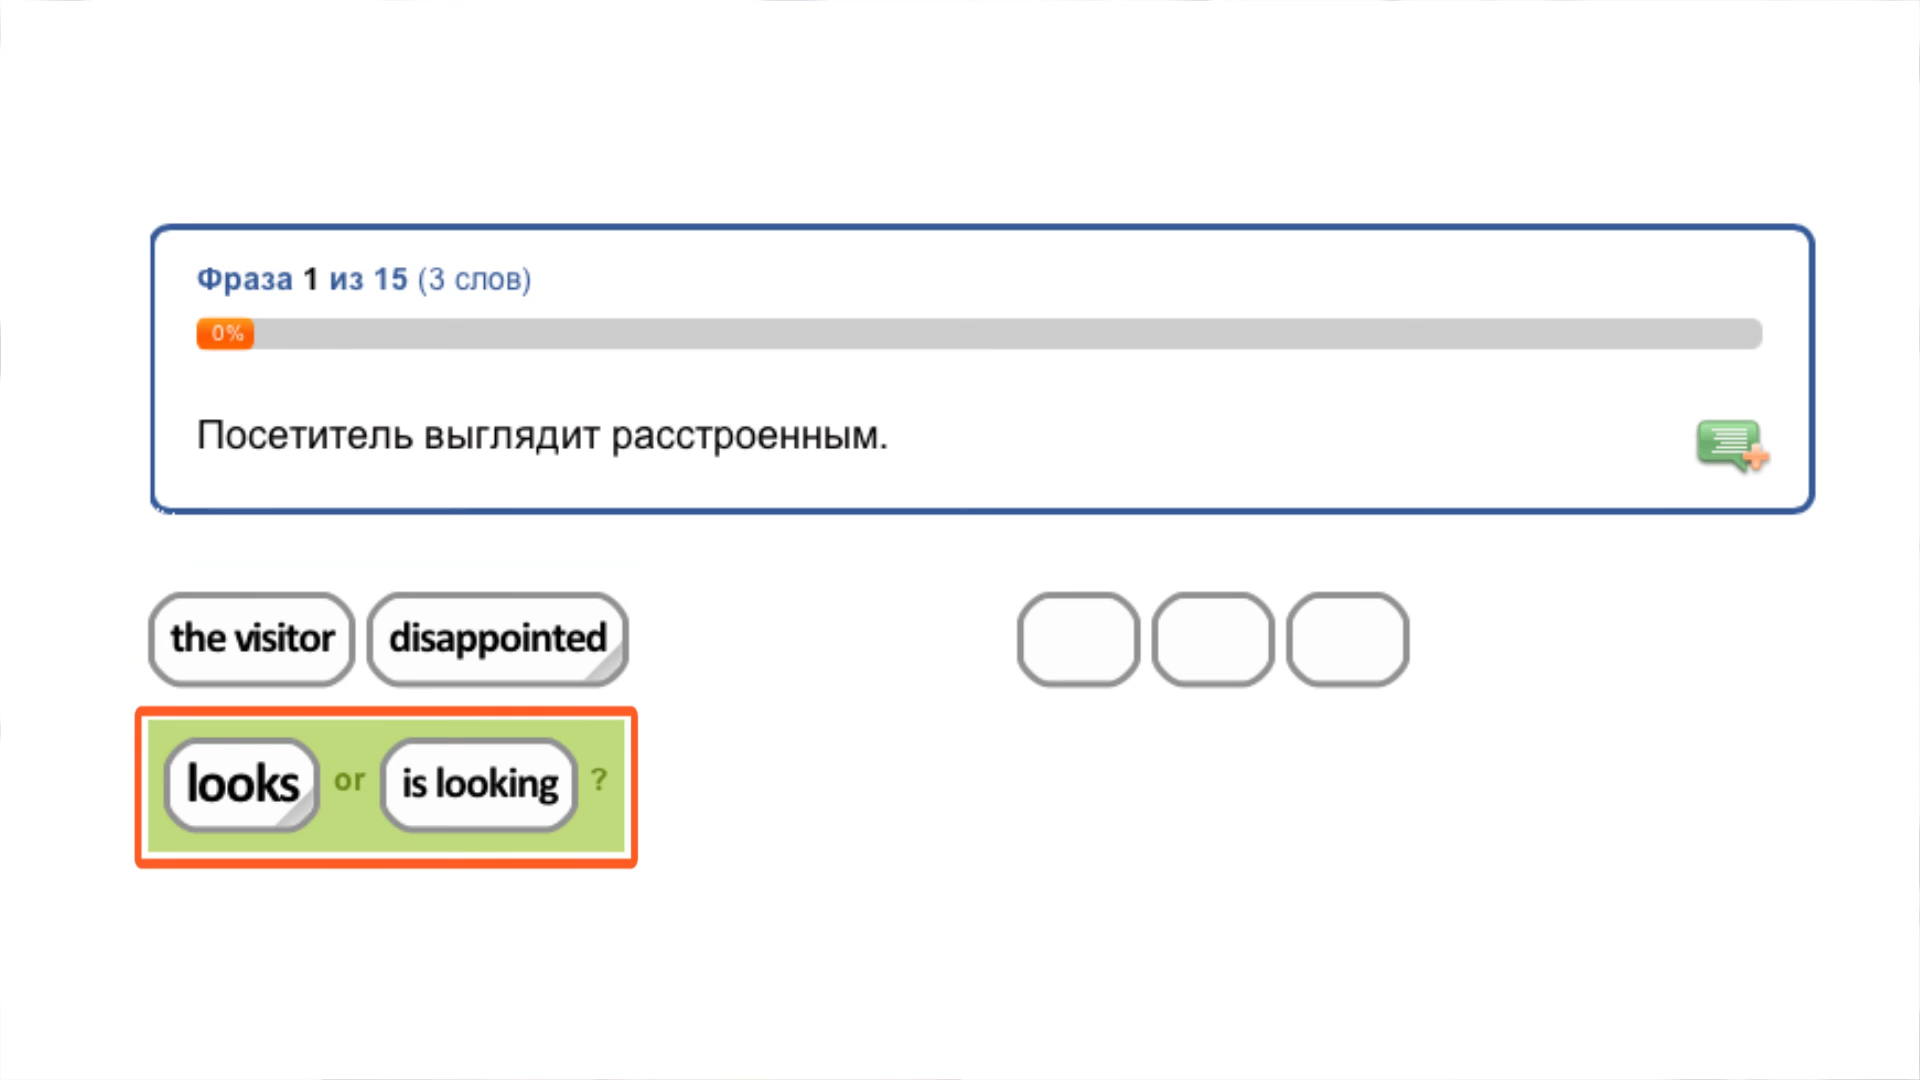 Фраза 1 из 15 (3 слов)
0%
Посетитель выглядит расстроенным.
the visitor disappointed
looks or is looking ?